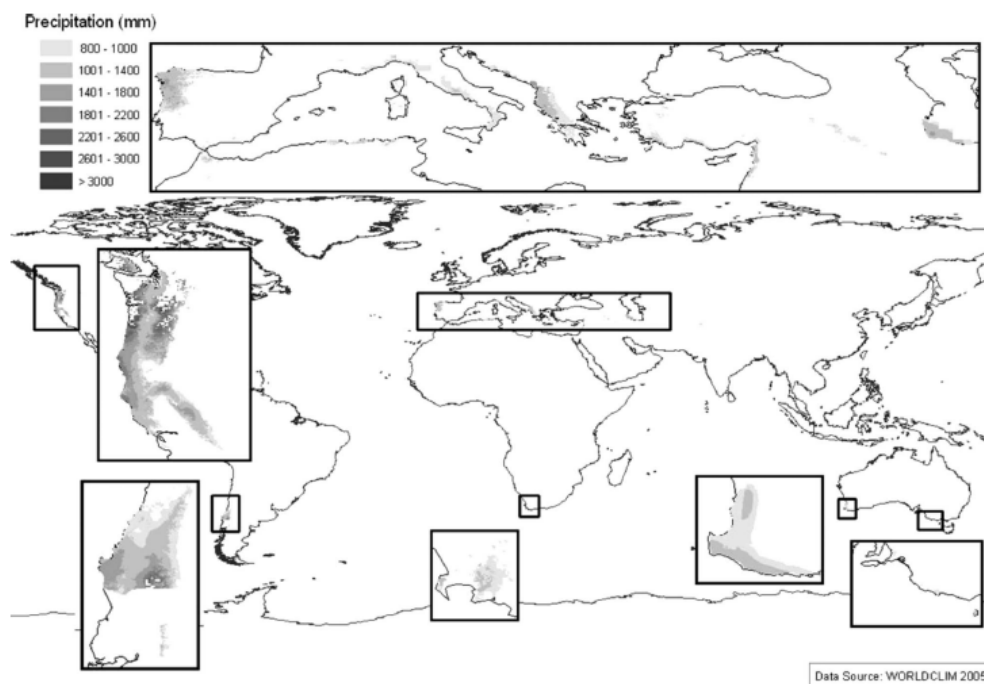 Precipitation (mm)
800 - 1000
1001 - 1400
1401 - 1800
1801 - 2200
2201 - 2600
2601 - 3000
> 3000
Data Source: WORLDCLIM 2005